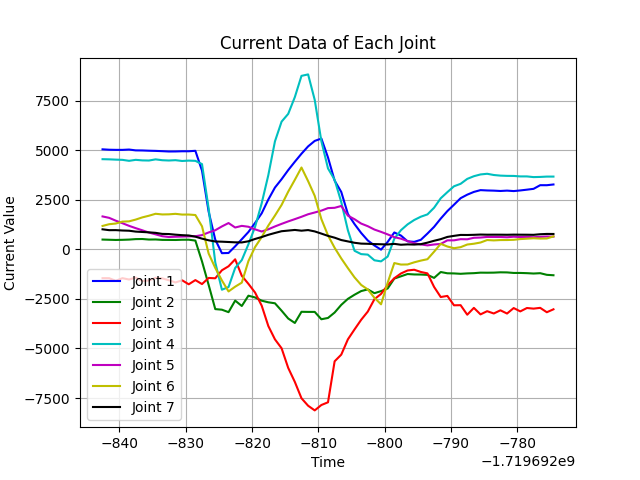 Current Data of Each Joint
Current Value
7500
5000
2500
0
−2500
−5000
−7500
Joint 1
Joint 2
Joint 3
Joint 4
Joint 5
Joint 6
Joint 7
−840
−830
−820
−810
−800
−790
−780
Time
−1.719692e9